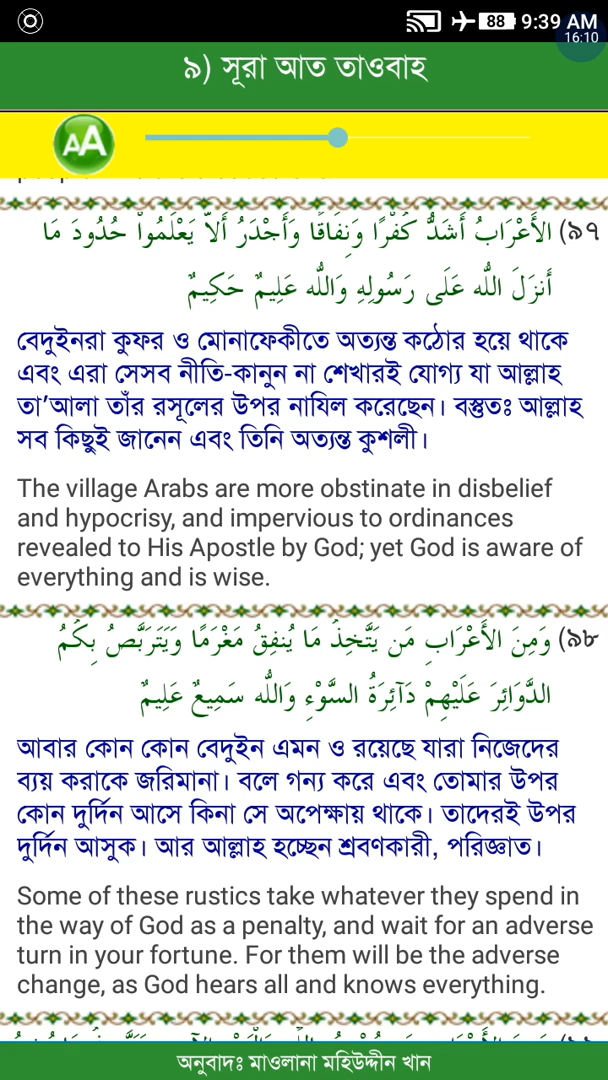 88 9:39 AM
16:10
৯) সূরা আত তাওবাহ
AA
৯৭) الأَعْرَابُ أَشَدُّ كُفْرًا وَنِفَاقًا وَأَجْدَرُ أَلاَّ يَعْلَمُواْ حُدُودَ مَا
أَنزَلَ اللّه عَلَى رَسُولِهِ وَاللّه عَلِيمٌ حَكِيمٌ
বেদুইনরা কুফর ও মোনাফেকীতে অত্যন্ত কঠোর হয়ে থাকে
এবং এরা সেসব নীতি-কানুন না শেখারই যোগ্য যা আল্লাহ
তা’আলা তাঁর রসূলের উপর নাযিল করেছেন। বস্তুতঃ আল্লাহ
সব কিছুই জানেন এবং তিনি অত্যন্ত কুশলী।
The village Arabs are more obstinate in disbelief
and hypocrisy, and impervious to ordinances
revealed to His Apostle by God; yet God is aware of
everything and is wise.
৯৮) وَمِنَ الأَعْرَابِ مَن يَتَّخِذُ مَا يُنفِقُ مَغْرَمًا وَيَتَرَبَّصُ بِكُمُ
الدَّوَائِرَ عَلَيْهِمْ دَآئِرَةُ السَّوْءِ وَاللّه سَمِيعٌ عَلِيمٌ
আবার কোন কোন বেদুইন এমন ও রয়েছে যারা নিজেদের
ব্যয় করাকে জরিমানা। বলে গন্য করে এবং তোমার উপর
কোন দুর্দিন আসে কিনা সে অপেক্ষায় থাকে। তাদেরই উপর
দুর্দিন আসুক। আর আল্লাহ হচ্ছেন শ্রবণকারী, পরিজ্ঞাত।
Some of these rustics take whatever they spend in
the way of God as a penalty, and wait for an adverse
turn in your fortune. For them will be the adverse
change, as God hears all and knows everything.
অনুবাদঃ মাওলানা মহিউদ্দীন খান